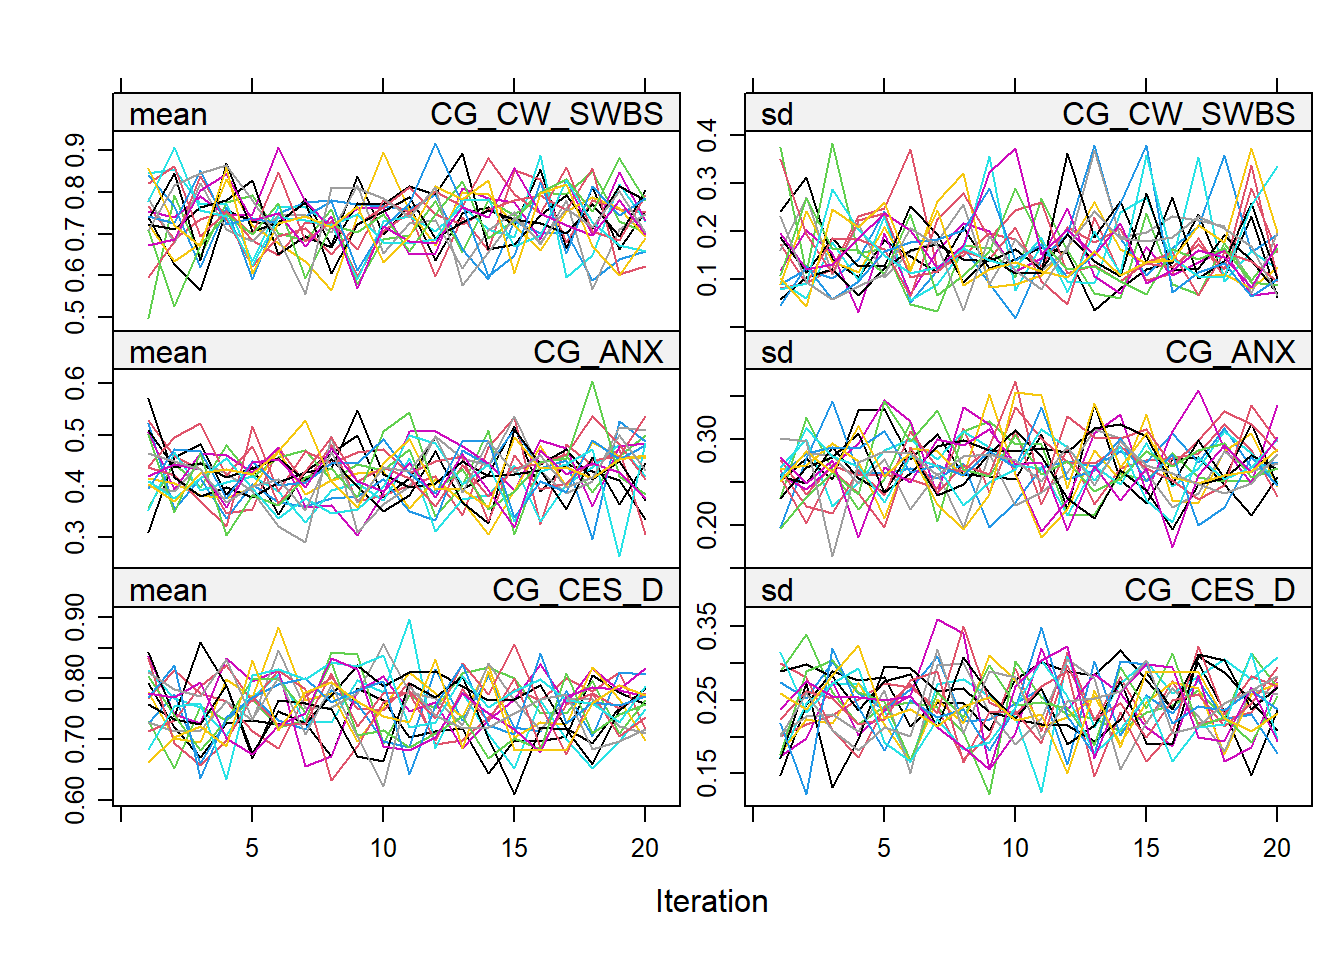 mean CG_CW_SWBS
sd CG_CW_SWBS
0.5 0.6 0.7 0.8 0.9
0.1 0.2 0.3 0.4
mean CG_ANX
sd CG_ANX
0.3 0.4 0.5 0.6
0.20 0.30
mean CG_CES_D
sd CG_CES_D
0.60 0.70 0.80 0.90
0.15 0.25 0.35
5 10 15 20
5 10 15 20
Iteration